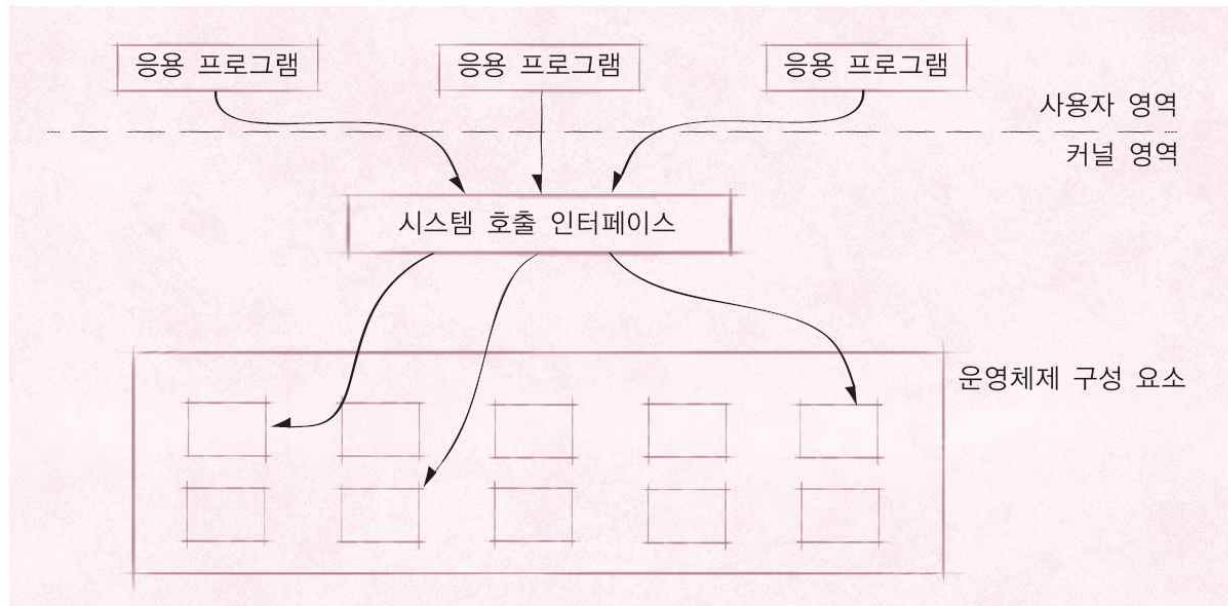 응용 프로그램
응용 프로그램
응용 프로그램
사용자 영역
커널 영역
시스템 호출 인터페이스
운영체제 구성 요소